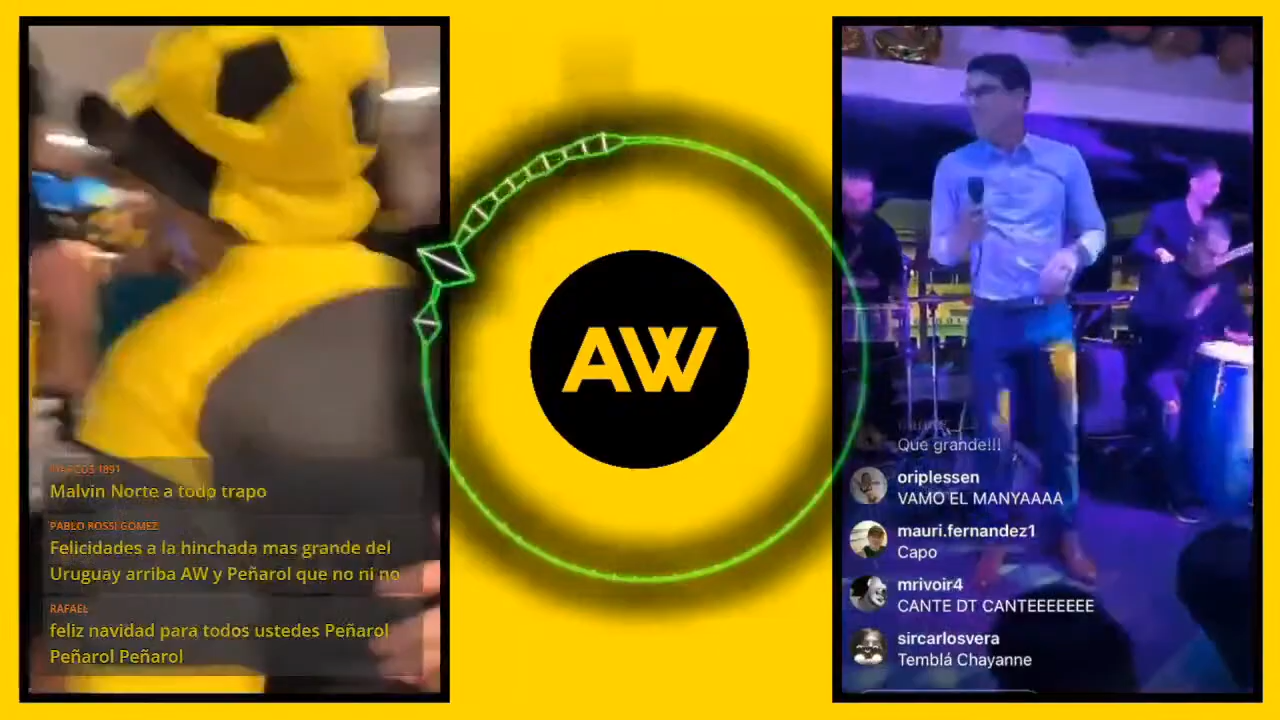 MARCOS 1891
Malvin Norte a todo trapo
PABLO ROSSI GOMEZ
Felicidades a la hinchada mas grande del
Uruguay arriba AW y Peñarol que no ni no
RAFAEL
feliz navidad para todos ustedes Peñarol
Peñarol Peñarol
AW
Que grande!!!
oriplessen
VAMO EL MANYAAAA
mauri.fernandez1
Capo
mrivoir4
CANTE DT CANTEEEEEEE
sircarlosvera
Temblá Chayanne